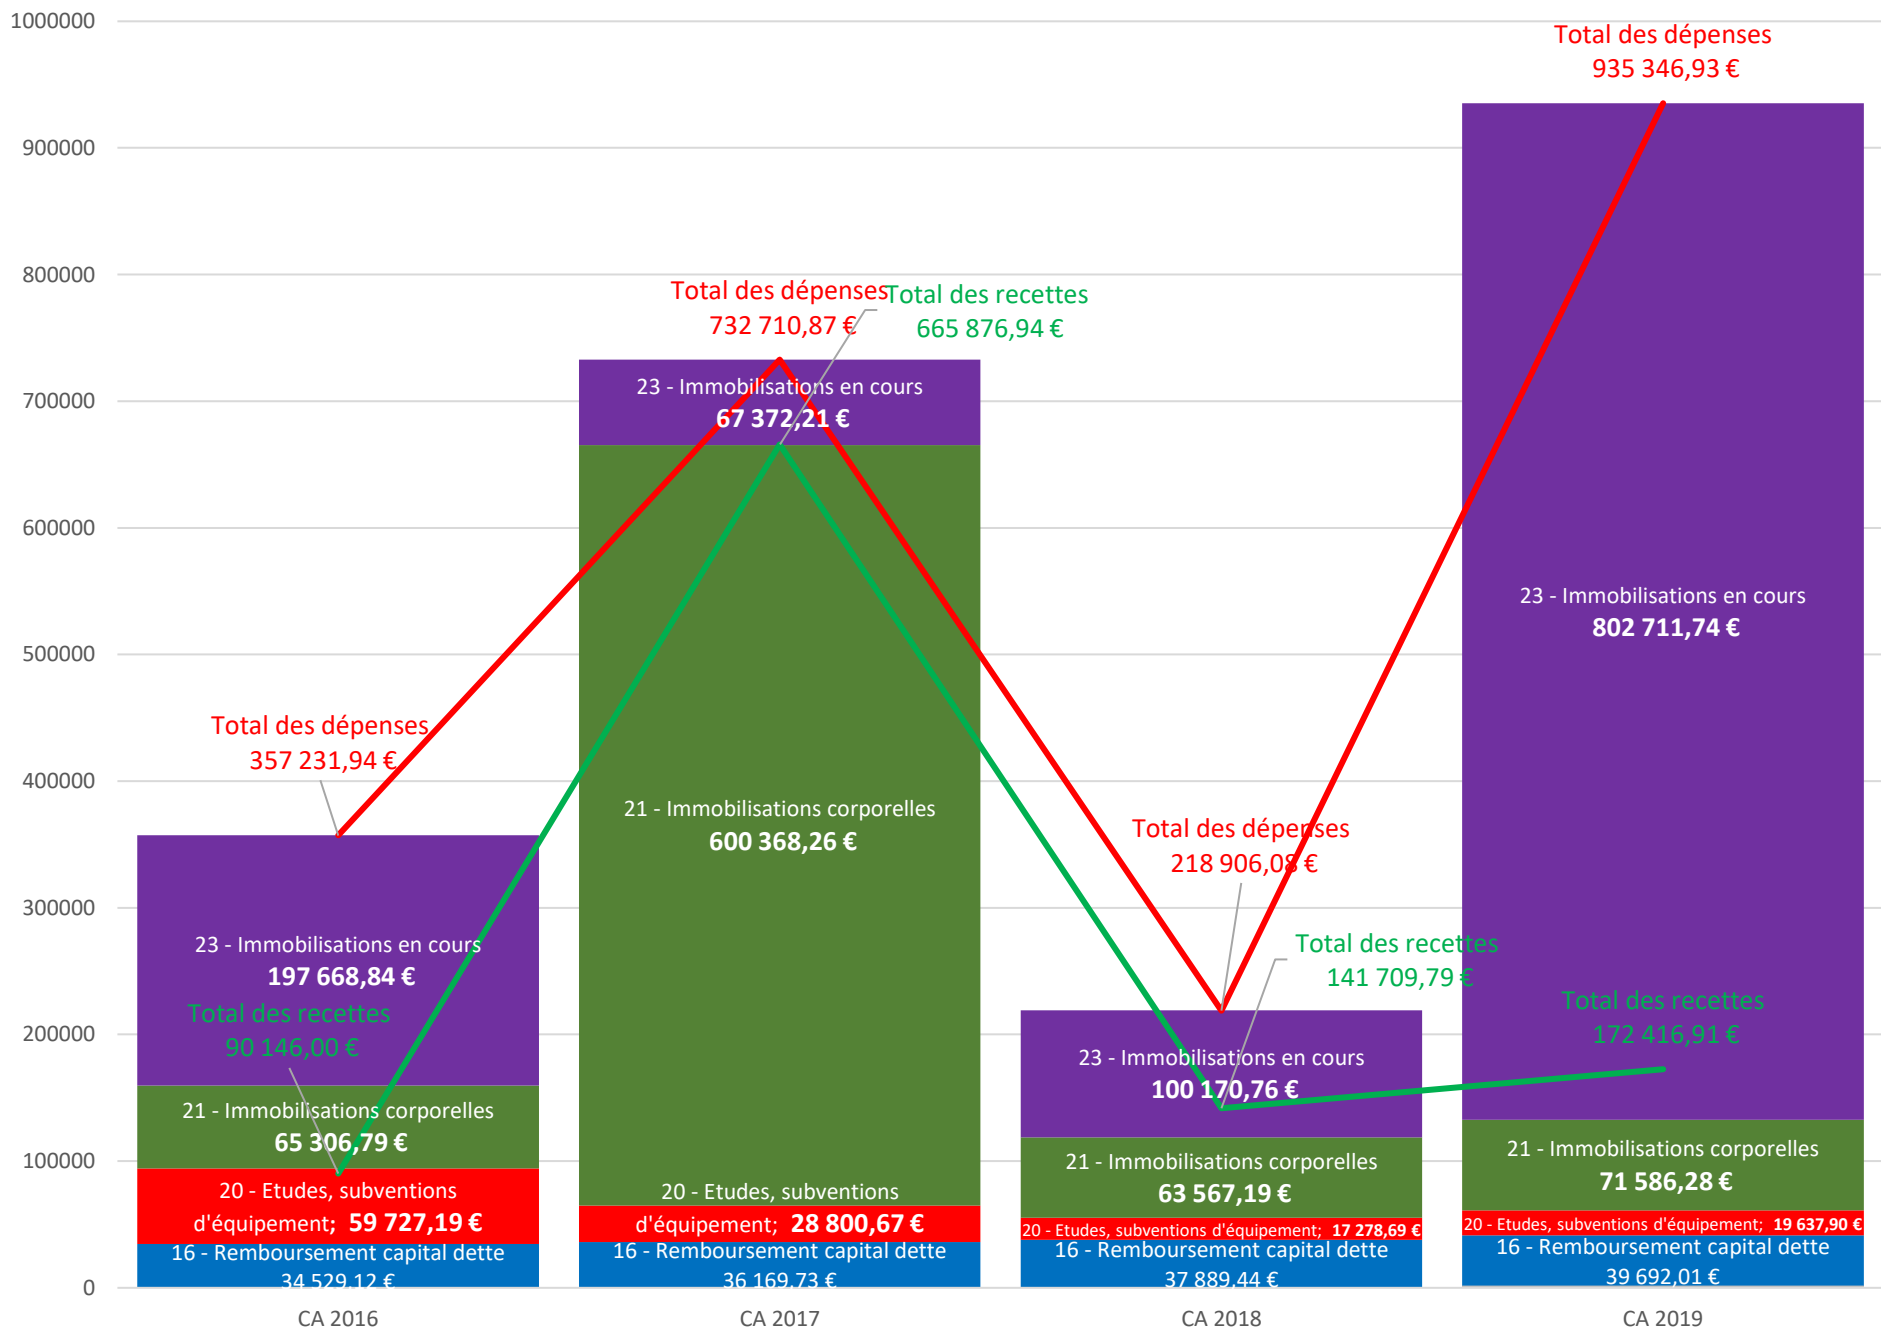 1000000
900000
800000
700000
600000
500000
400000
300000
200000
100000
0
Total des dépenses
357 231,94 €
23 - Immobilisations en cours
197 668,84 €
Total des recettes
90 146,00 €
21 - Immobilisations corporelles
65 306,79 €
20 - Etudes, subventions
d'équipement; 59 727,19 €
16 - Remboursement capital dette
34 529,12 €
CA 2016
Total des dépenses
732 710,87 €
Total des recettes
665 876,94 €
23 - Immobilisations en cours
67 372,21 €
21 - Immobilisations corporelles
600 368,26 €
20 - Etudes, subventions
d'équipement; 28 800,67 €
16 - Remboursement capital dette
36 169,73 €
CA 2017
Total des dépenses
218 906,08 €
Total des recettes
141 709,79 €
23 - Immobilisations en cours
100 170,76 €
21 - Immobilisations corporelles
63 567,19 €
20 - Etudes, subventions d'équipement; 17 278,69 €
16 - Remboursement capital dette
37 889,44 €
CA 2018
Total des dépenses
935 346,93 €
23 - Immobilisations en cours
802 711,74 €
Total des recettes
172 416,91 €
21 - Immobilisations corporelles
71 586,28 €
20 - Etudes, subventions d'équipement; 19 637,90 €
16 - Remboursement capital dette
39 692,01 €
CA 2019